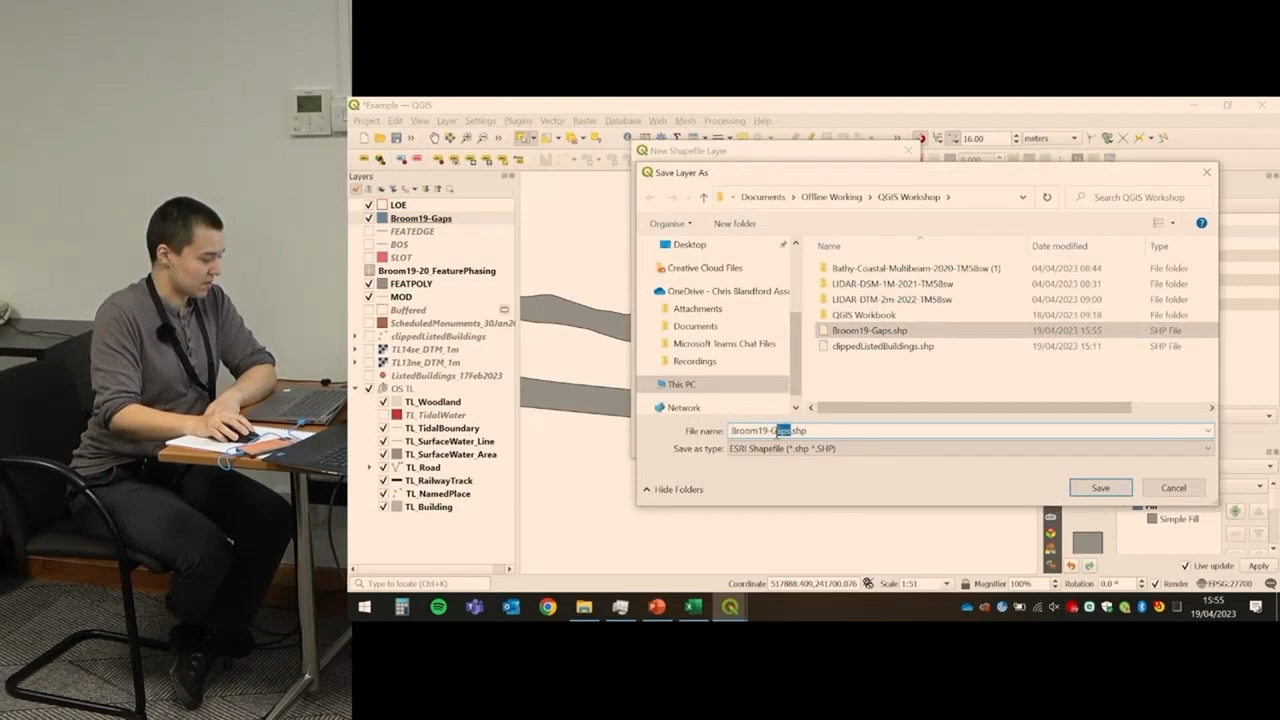 *Example — QGIS
Project Edit View Layer Settings Plugins Vector Raster Database Web Mesh Processing Help
16.00 meters
0.000
New Shapefile Layer
Save Layer As
Documents > Offline Working > QGIS Workshop >
Search QGIS Workshop
Organise New folder
Desktop
Creative Cloud Files
OneDrive - Chris Blandford Ass
Attachments
Documents
Microsoft Teams Chat Files
Recordings
This PC
Network
Name Date modified Type
Bathy-Coastal-Multibeam-2020-TM58sw (1) 04/04/2023 08:44 File folder
LIDAR-DSM-1M-2021-TM58sw 04/04/2023 08:31 File folder
LIDAR-DTM-2m-2022-TM58sw 04/04/2023 09:00 File folder
QGIS Workbook 18/04/2023 09:18 File folder
Broom19-Gaps.shp 19/04/2023 15:55 SHP File
clippedListedBuildings.shp 19/04/2023 15:11 SHP File
File name: Broom19-Gaps.shp
Save as type: ESRI Shapefile (*.shp *.SHP)
Hide Folders
Save Cancel
Layers
LOE
Broom19-Gaps
FEATEDGE
BOS
SLOT
Broom19-20_FeaturePhasing
FEATPOLY
MOD
Buffered
ScheduledMonuments_30Jan20
clippedListedBuildings
TL14se_DTM_1m
TL13ne_DTM_1m
ListedBuildings_17Feb2023
OS TL
TL_Woodland
TL_TidalWater
TL_TidalBoundary
TL_SurfaceWater_Line
TL_SurfaceWater_Area
TL_Road
TL_RailwayTrack
TL_NamedPlace
TL_Building
Fill
Simple Fill
Live update Apply
Type to locate (Ctrl+K)
Coordinate 517888.409,241700.076 Scale 1:51 Magnifier 100% Rotation 0.0 ° Render EPSG:27700
15:55
19/04/2023